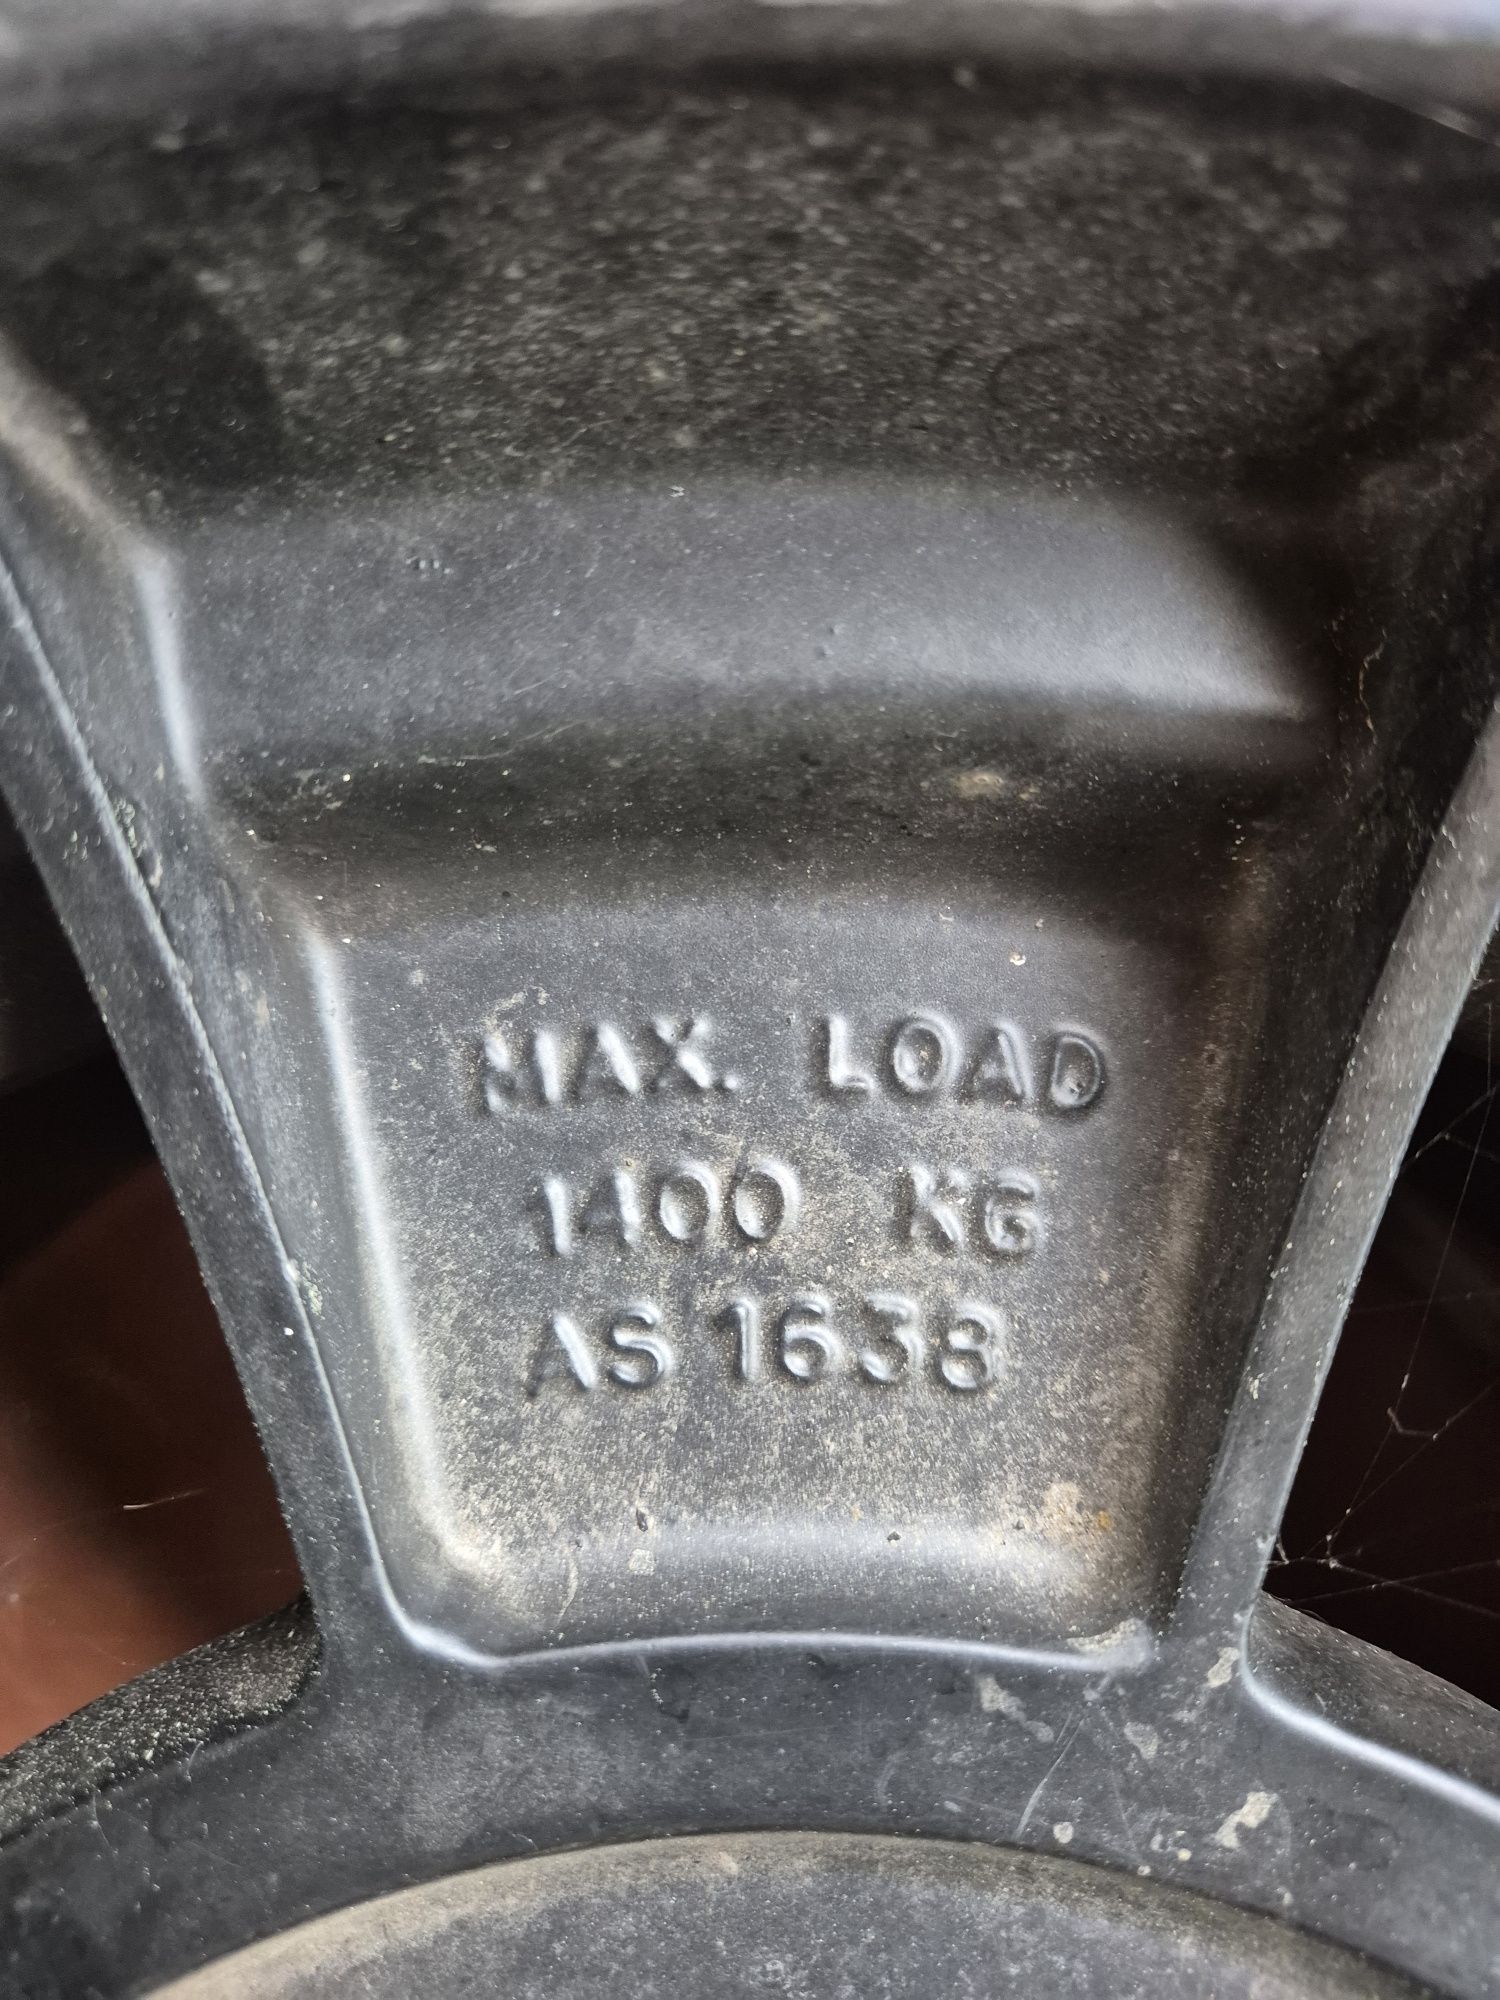 MAX. LOAD
1400 KG
AS 1638